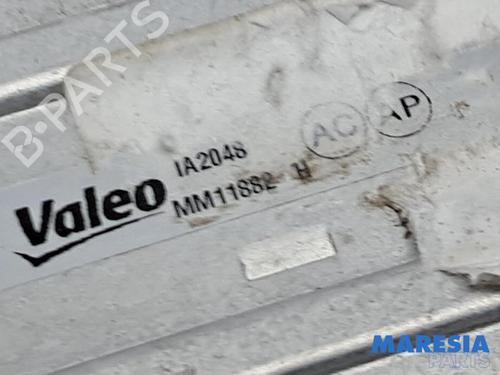 B-PARTS
Valeo
IA2048
MM11882 H
AC
AP
MARESIA
PARTS